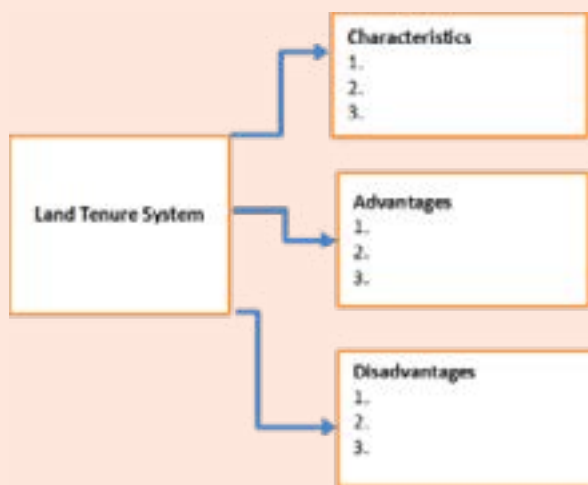 Land Tenure System
Characteristics
1.
2.
3.
Advantages
1.
2.
3.
Disadvantages
1.
2.
3.